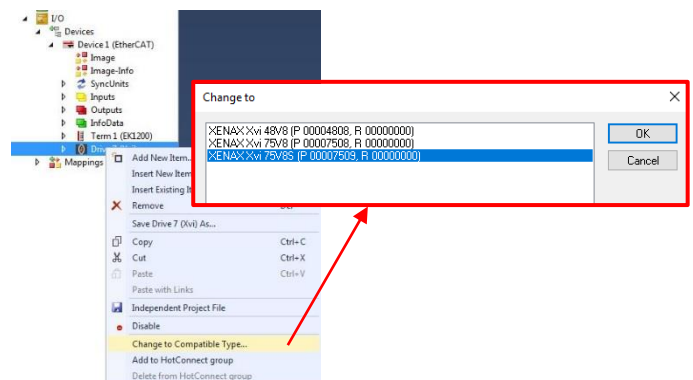 I/O
Devices
Device 1 (EtherCAT)
Image
Image-Info
SyncUnits
Inputs
Outputs
InfoData
Term 1 (EK1200)
Mappings
Add New Item...
Insert New Item
Insert Existing
Remove
Save Drive 7 (Xvi) As...
Copy Ctrl+C
Cut Ctrl+X
Paste Ctrl+V
Paste with Links
Independent Project File
Disable
Change to Compatible Type...
Add to HotConnect group
Delete from HotConnect group
Change to
XENAX Xvi 48V8 (P 00004808, R 00000000)
XENAX Xvi 75V8 (P 00007508, R 00000000)
XENAX Xvi 75V8S (P 00007509, R 00000000)
OK
Cancel